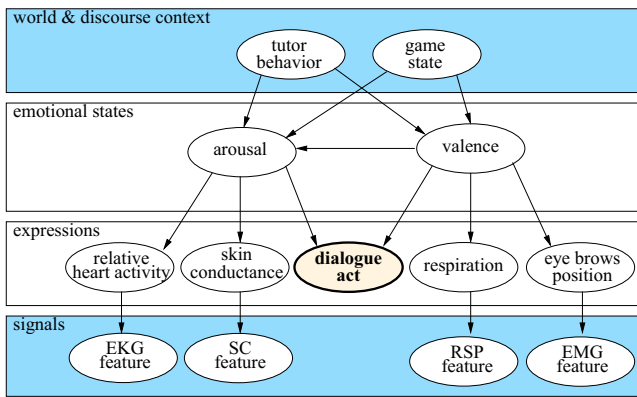 world & discourse context
tutor
behavior
game
state
emotional states
arousal
valence
expressions
relative
heart activity
skin
conductance
dialogue
act
respiration
eye brows
position
signals
EKG
feature
SC
feature
RSP
feature
EMG
feature